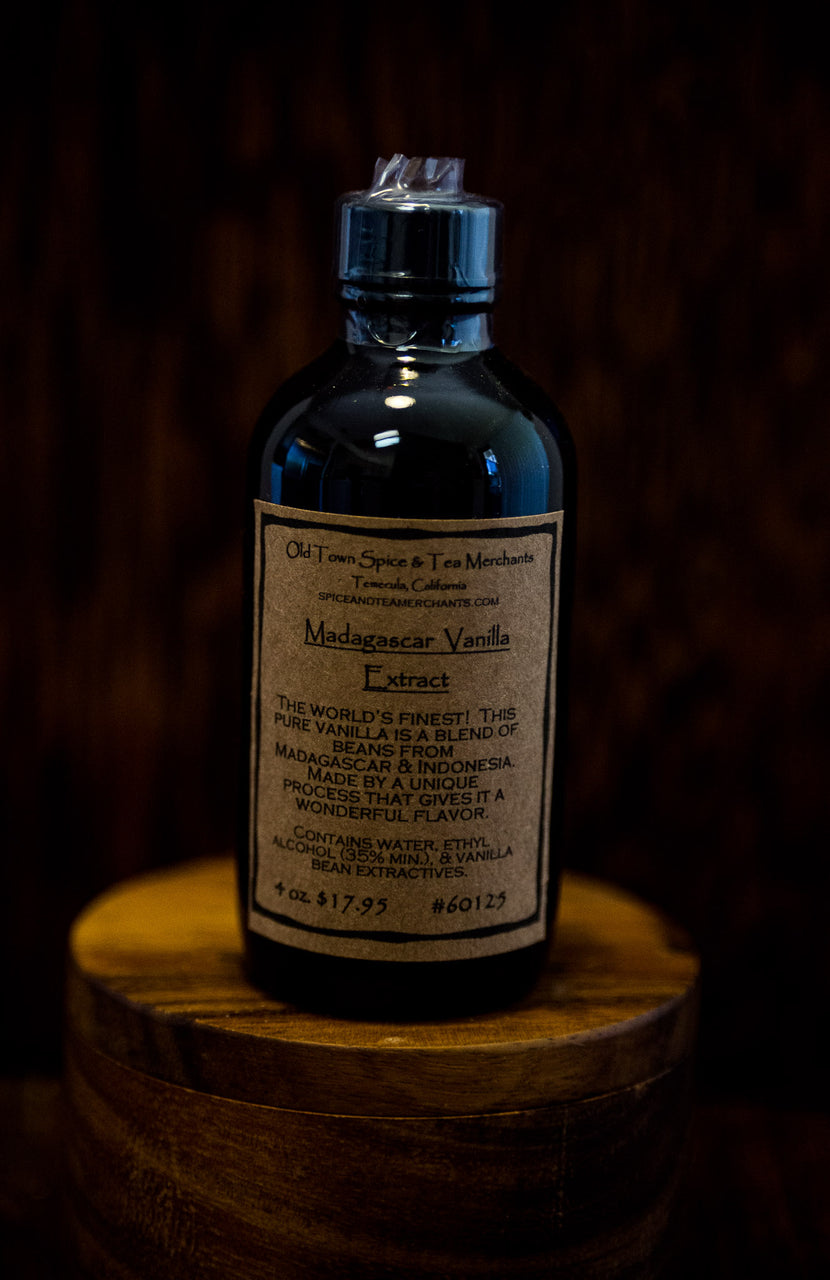 Old Town Spice & Tea Merchants
Temecula, California
SPICEANDTEAMERCHANTS.COM
Madagascar Vanilla
Extract
THE WORLD'S FINEST! THIS
PURE VANILLA IS A BLEND OF
BEANS FROM
MADAGASCAR & INDONESIA.
MADE BY A UNIQUE
PROCESS THAT GIVES IT A
WONDERFUL FLAVOR.
CONTAINS WATER, ETHYL
ALCOHOL (35% MIN.), & VANILLA
BEAN EXTRACTIVES.
4 oz. $17.95 #60125